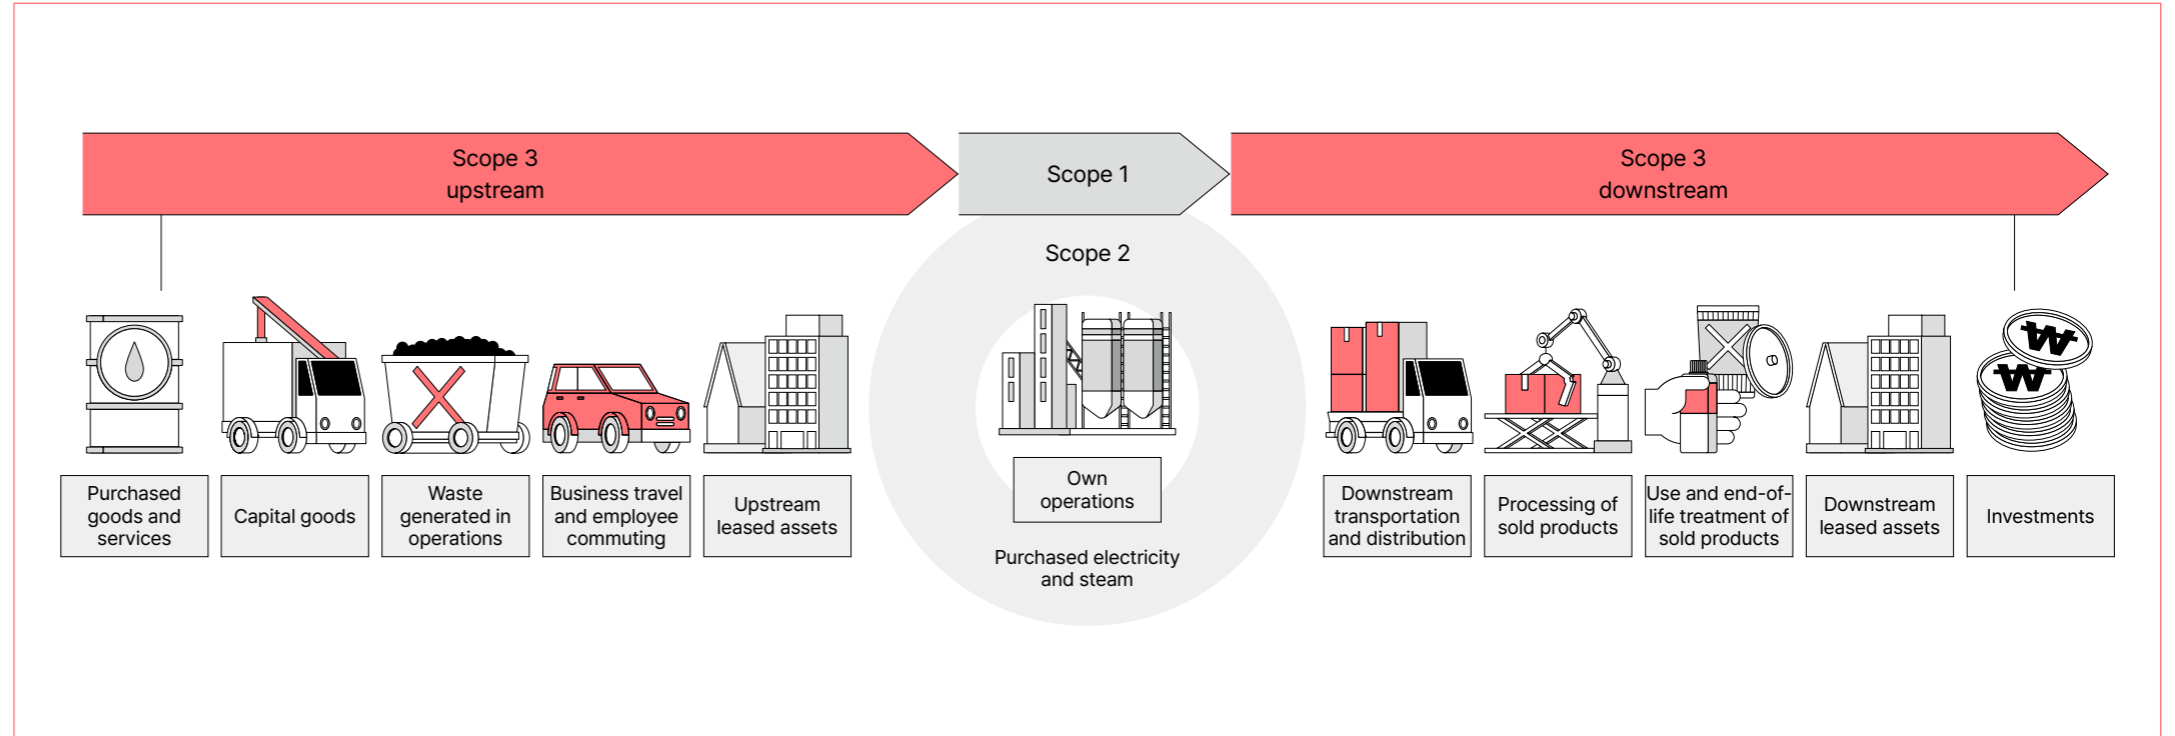 Scope 3
upstream
Scope 1
Scope 3
downstream
Scope 2
₩
₩
Purchased
goods and
services
Capital goods
Waste
generated in
operations
Business travel
and employee
commuting
Upstream
leased assets
Own
operations
Purchased electricity
and steam
Downstream
transportation
and distribution
Processing of
sold products
Use and end-of-
life treatment of
sold products
Downstream
leased assets
Investments